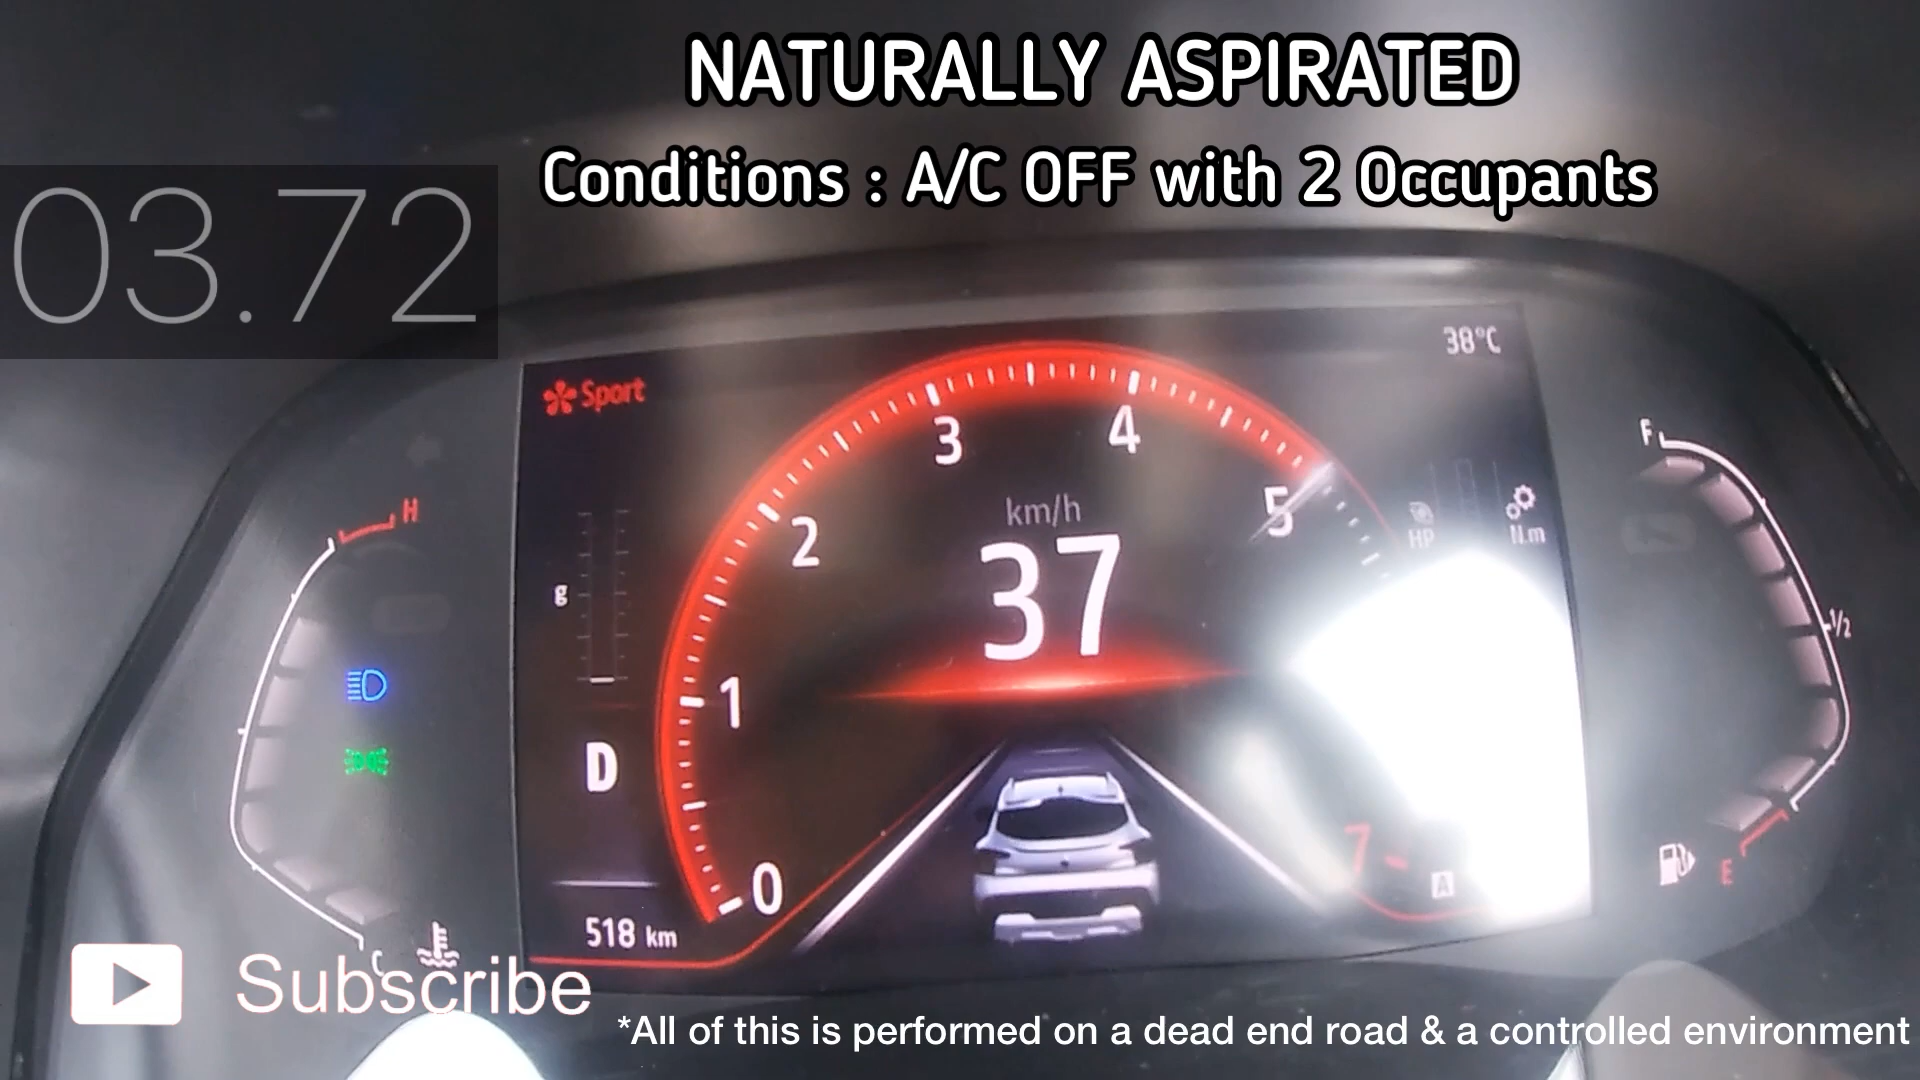 NATURALLY ASPIRATED
Conditions : A/C OFF with 2 Occupants
03.72
38°C
Sport
3
4
F
H
2
km/h
5
HP
N.m
37
g
1/2
1
D
0
7
A
E
518 km
C
Subscribe
*All of this is performed on a dead end road & a controlled environment